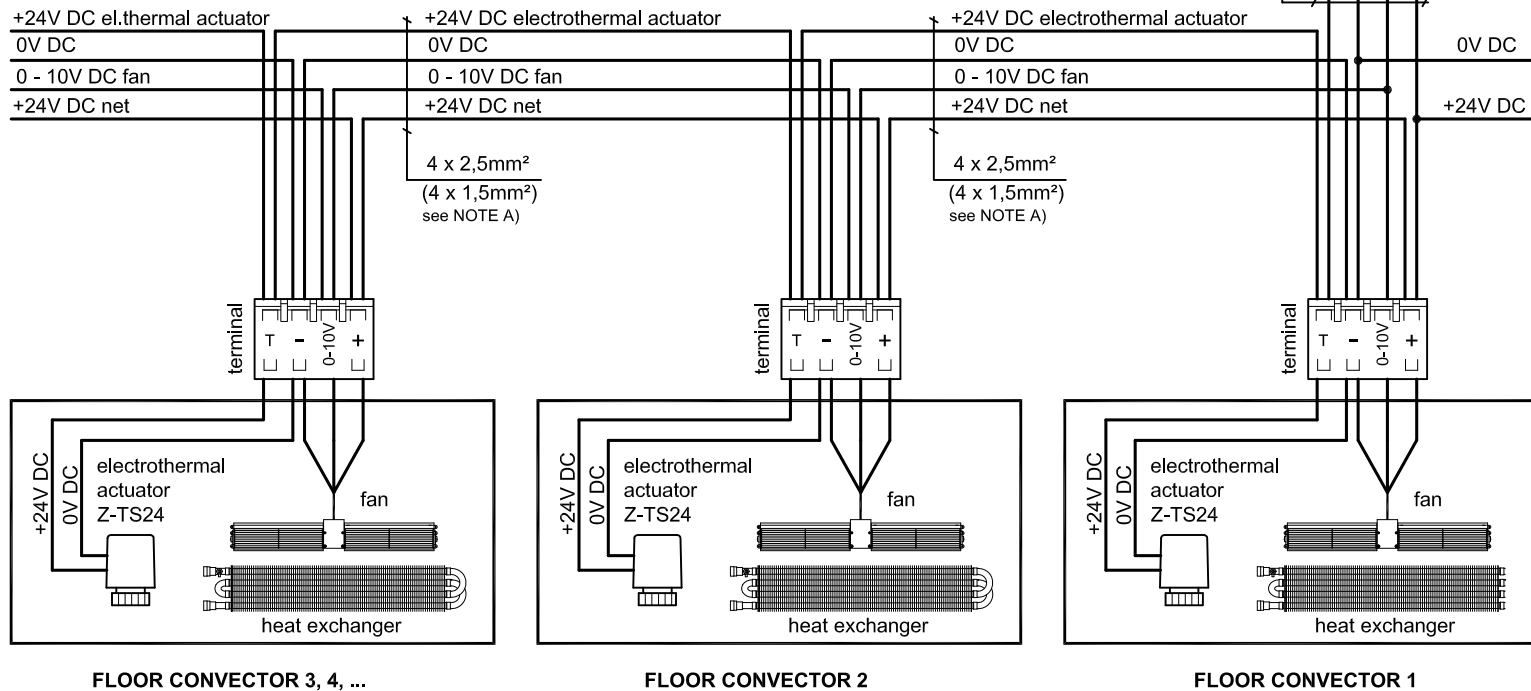 +24V DC el.thermal actuator
0V DC
0 - 10V DC fan
+24V DC net
+24V DC electrothermal actuator
0V DC
0 - 10V DC fan
+24V DC net
4 x 2,5mm²
(4 x 1,5mm²)
see NOTE A)
+24V DC electrothermal actuator
0V DC
0 - 10V DC fan
+24V DC net
4 x 2,5mm²
(4 x 1,5mm²)
see NOTE A)
0V DC
+24V DC
terminal
T - 0-10V +
terminal
T - 0-10V +
terminal
T - 0-10V +
+24V DC
0V DC
electrothermal
actuator
Z-TS24
fan
heat exchanger
+24V DC
0V DC
electrothermal
actuator
Z-TS24
fan
heat exchanger
+24V DC
0V DC
electrothermal
actuator
Z-TS24
fan
heat exchanger
FLOOR CONVECTOR 3, 4, ...
FLOOR CONVECTOR 2
FLOOR CONVECTOR 1